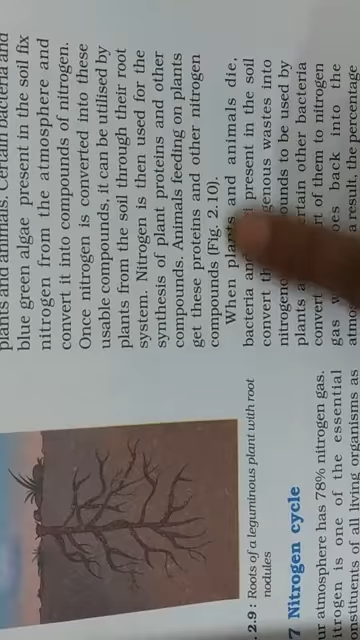 2.9 : Roots of a leguminous plant with root
nodules
7 Nitrogen cycle
ur atmosphere has 78% nitrogen gas.
trogen is one of the essential
nstituents of all living organisms as
plants and animals. Certain bacteria and
blue green algae present in the soil fix
nitrogen from the atmosphere and
convert it into compounds of nitrogen.
Once nitrogen is converted into these
usable compounds, it can be utilised by
plants from the soil through their root
system. Nitrogen is then used for the
synthesis of plant proteins and other
compounds. Animals feeding on plants
get these proteins and other nitrogen
compounds (Fig. 2.10).
When plants and animals die,
bacteria and present in the soil
convert genous wastes into
ounds to be used by
plants rtain other bacteria
convert rt of them to nitrogen
gas oes back into the
a result, the percentage